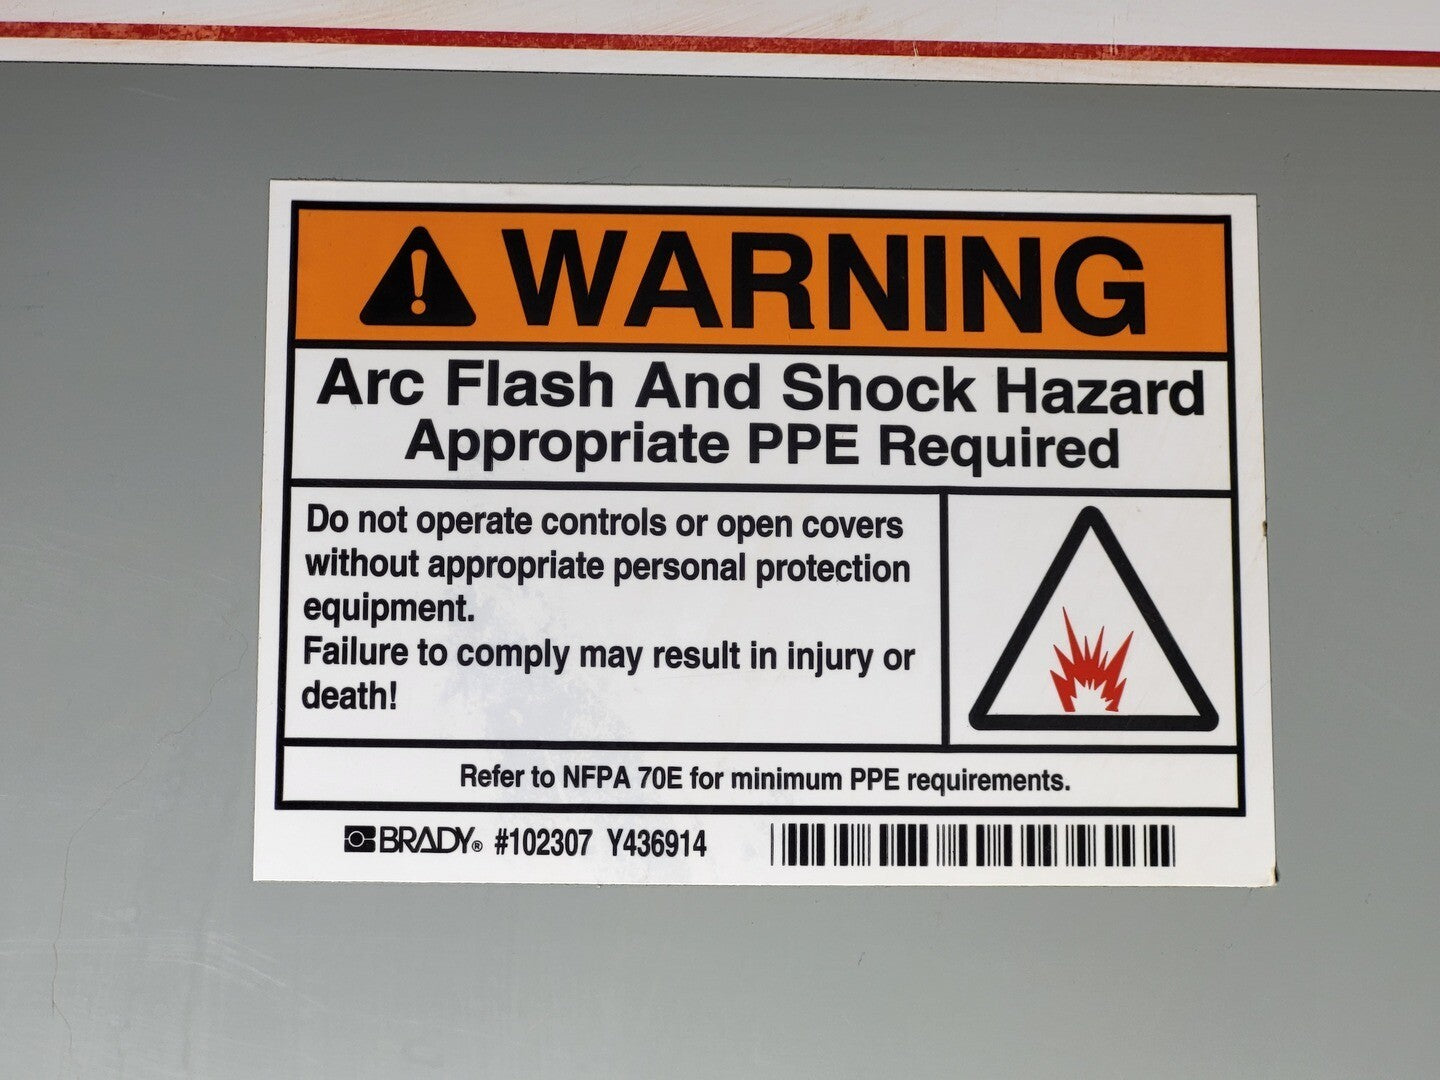 WARNING
Arc Flash And Shock Hazard
Appropriate PPE Required
Do not operate controls or open covers
without appropriate personal protection
equipment.
Failure to comply may result in injury or
death!
Refer to NFPA 70E for minimum PPE requirements.
BRADY® #102307 Y436914